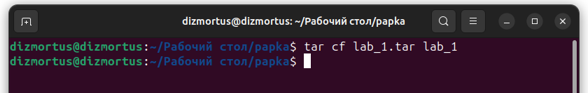 dizmortus@dizmortus: ~/Рабочий стол/papka
dizmortus@dizmortus:~/Рабочий стол/papka$ tar cf lab_1.tar lab_1
dizmortus@dizmortus:~/Рабочий стол/papka$